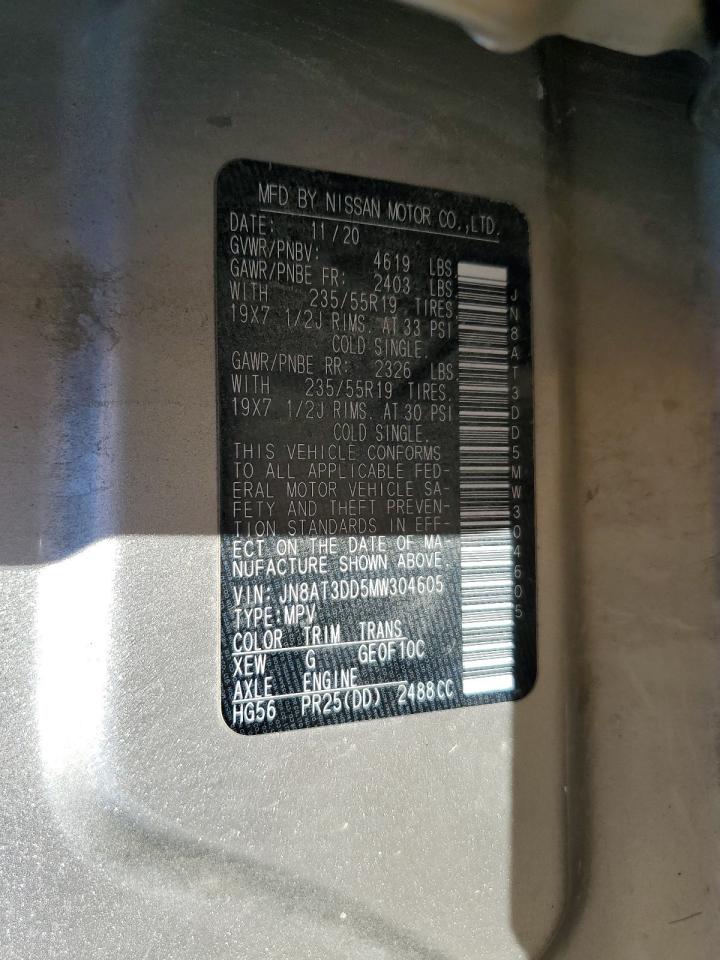 MFD BY NISSAN MOTOR CO.,LTD.
DATE: 11/20
GVWR/PNBV: 4619 LBS.
GAWR/PNBE FR: 2403 LBS.
WITH 235/55R19 TIRES.
19X7 1/2J RIMS. AT 33 PSI
COLD SINGLE.
GAWR/PNBE RR: 2326 LBS.
WITH 235/55R19 TIRES.
19X7 1/2J RIMS. AT 30 PSI
COLD SINGLE.
THIS VEHICLE CONFORMS
TO ALL APPLICABLE FED-
ERAL MOTOR VEHICLE SA-
FETY AND THEFT PREVEN-
TION STANDARDS IN EFF-
ECT ON THE DATE OF MA-
NUFACTURE SHOWN ABOVE.
VIN: JN8AT3DD5MW304605
TYPE:MPV
COLOR TRIM TRANS
XEW G GE0F10C
AXLE ENGINE
HG56 PR25(DD) 2488CC
JN8AT3DD5MW304605